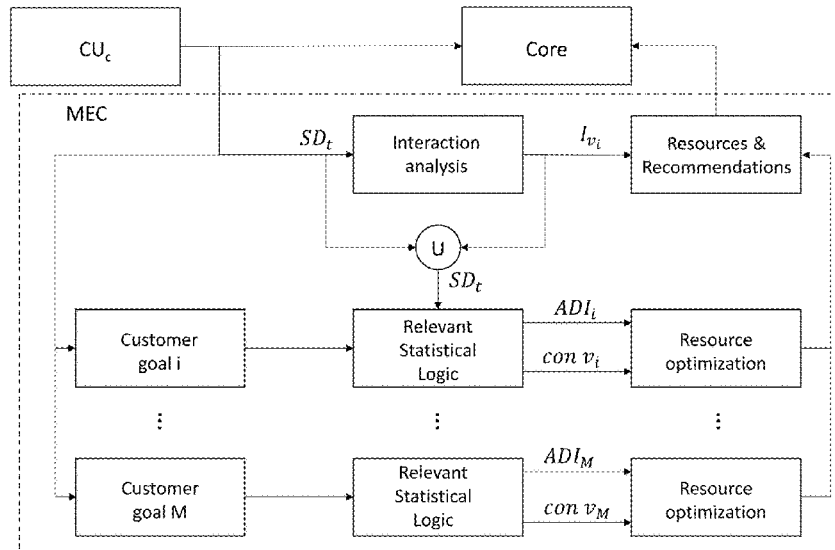 CU_c
Core
MEC
SD_t
Interaction
analysis
I_{v_i}
Resources &
Recommendations
U
SD_t
Customer
goal i
Relevant
Statistical
Logic
ADI_i
con v_i
Resource
optimization
⋮ ⋮ ⋮
Customer
goal M
Relevant
Statistical
Logic
ADI_M
con v_M
Resource
optimization